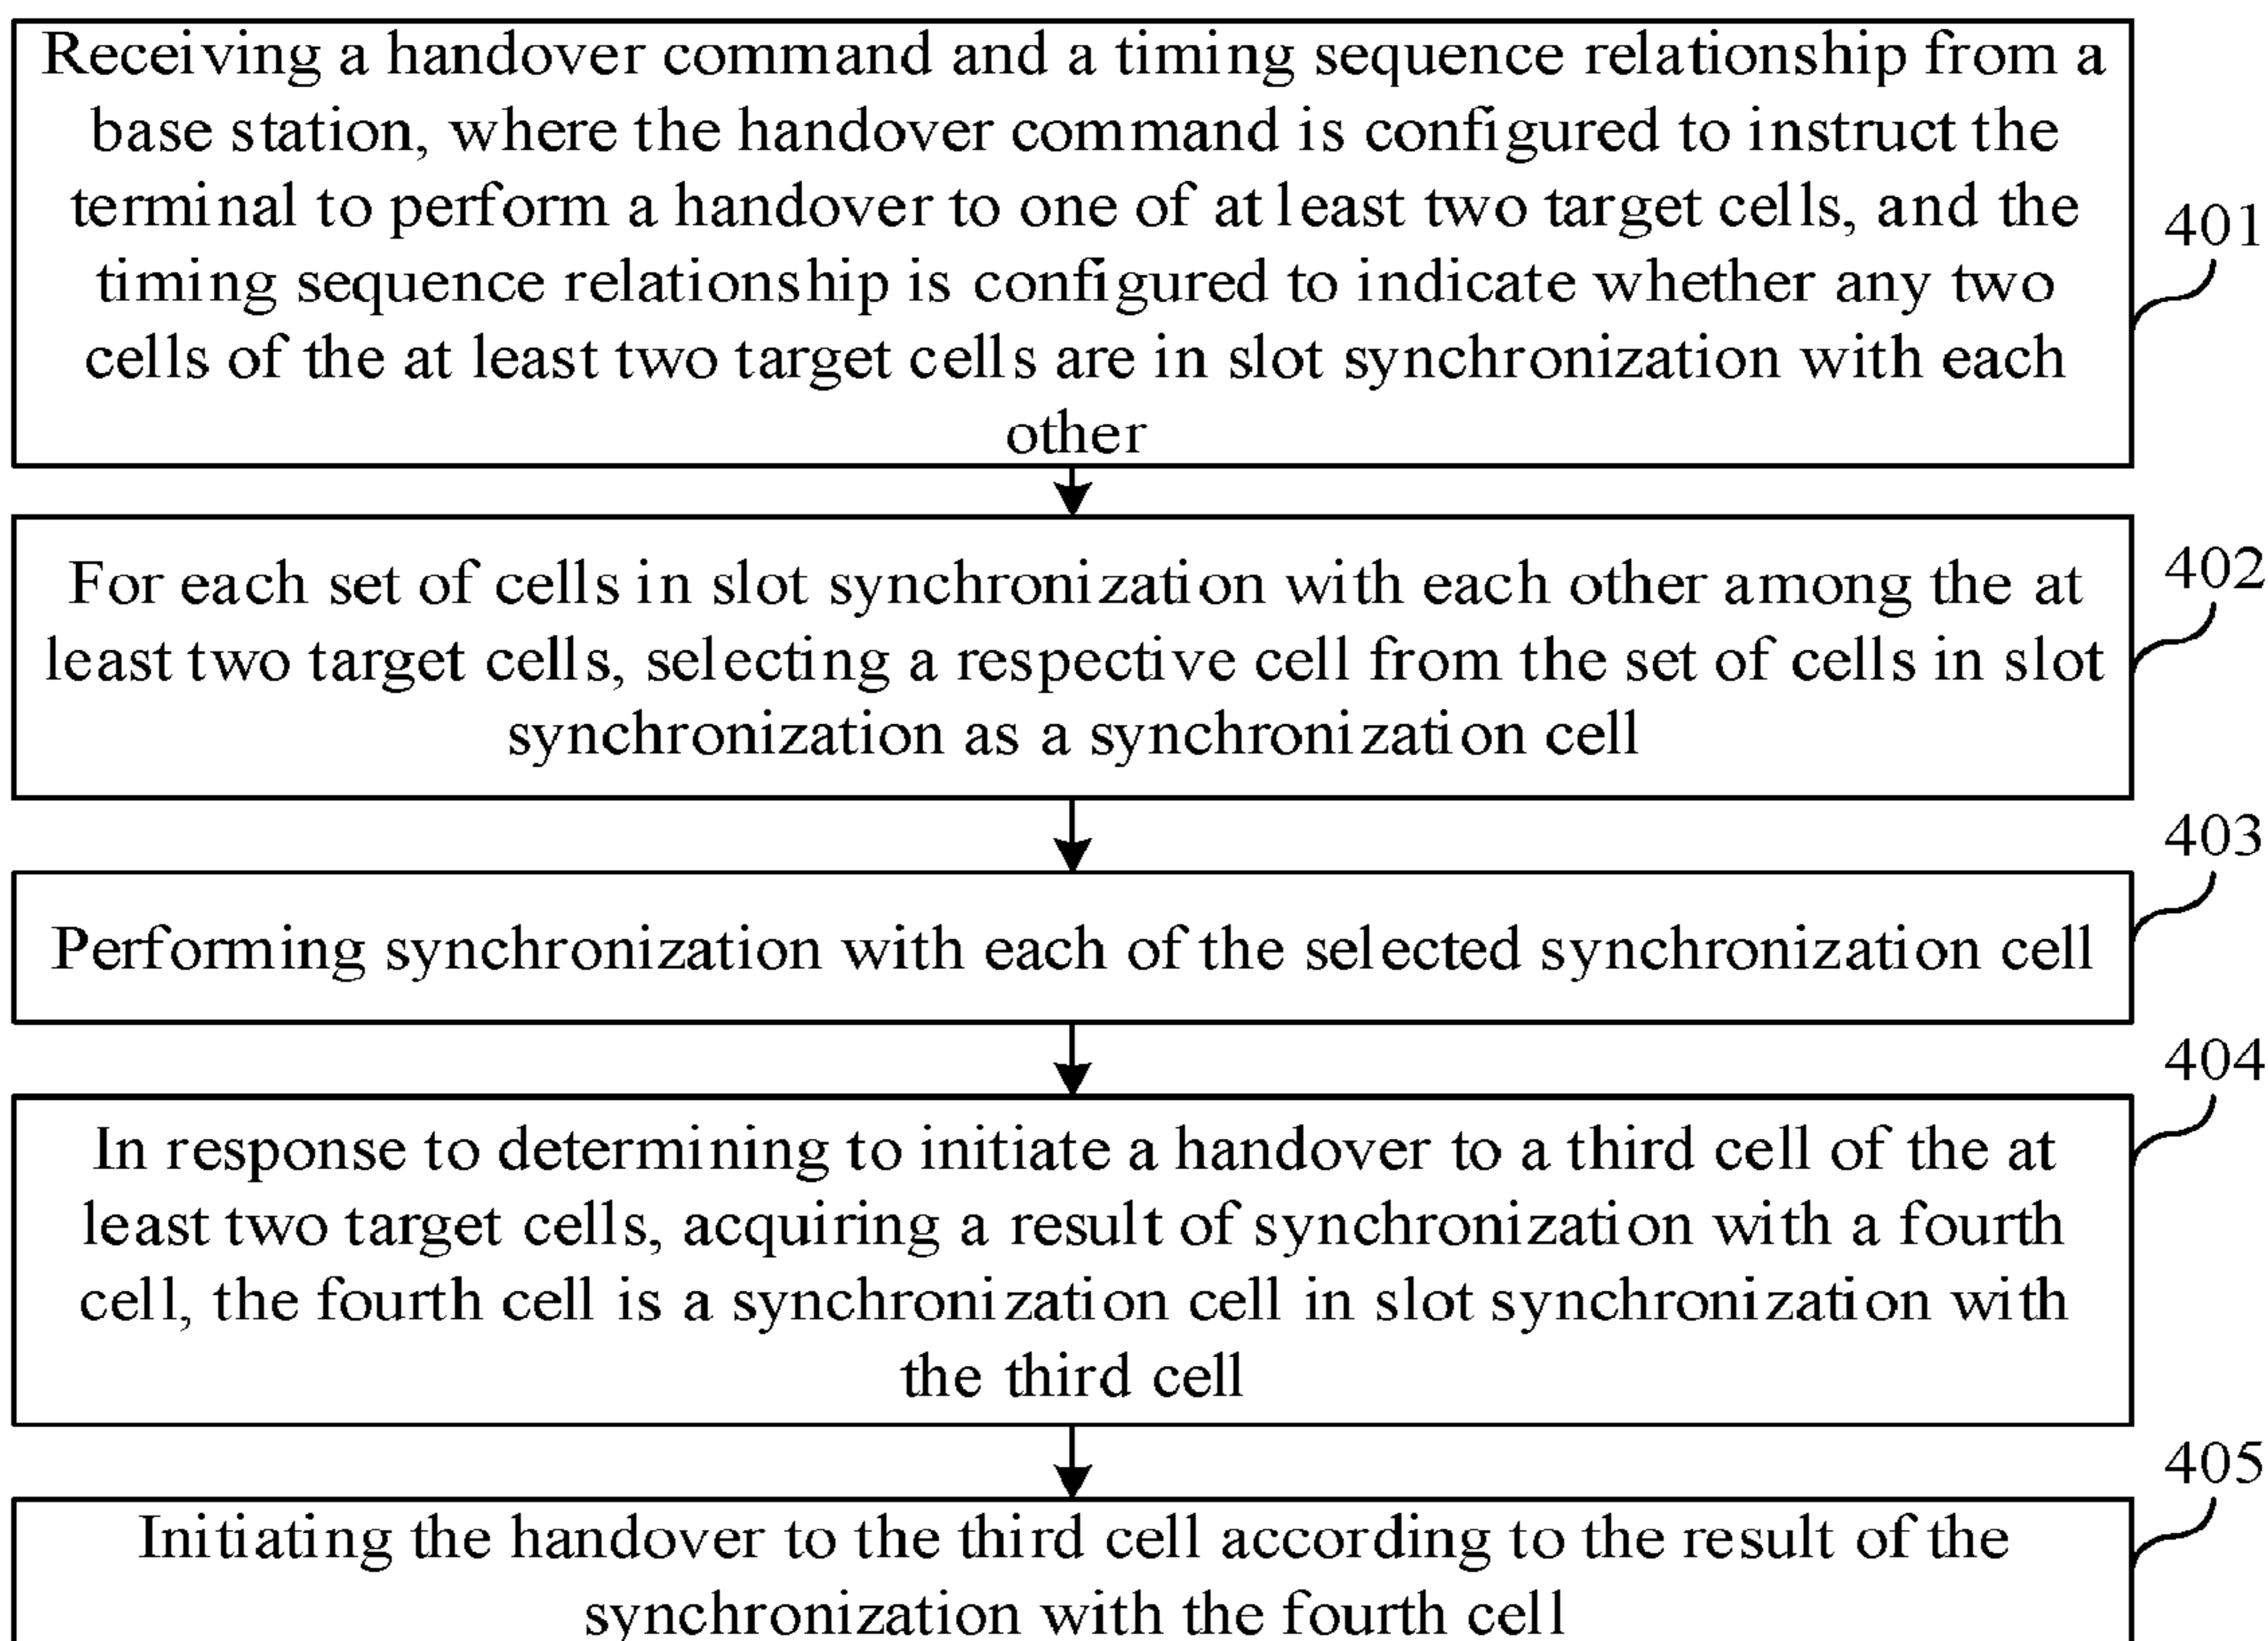 Receiving a handover command and a timing sequence relationship from a
base station, where the handover command is configured to instruct the
terminal to perform a handover to one of at least two target cells, and the
401
timing sequence relationship is configured to indicate whether any two
cells of the at least two target cells are in slot synchronization with each
other
For each set of cells in slot synchronization with each other among the at
402
least two target cells, selecting a respective cell from the set of cells in slot
synchronization as a synchronization cell
403
Performing synchronization with each of the selected synchronization cell
404
In response to determining to initiate a handover to a third cell of the at
least two target cells, acquiring a result of synchronization with a fourth
cell, the fourth cell is a synchronization cell in slot synchronization with
the third cell
405
Initiating the handover to the third cell according to the result of the
synchronization with the fourth cell